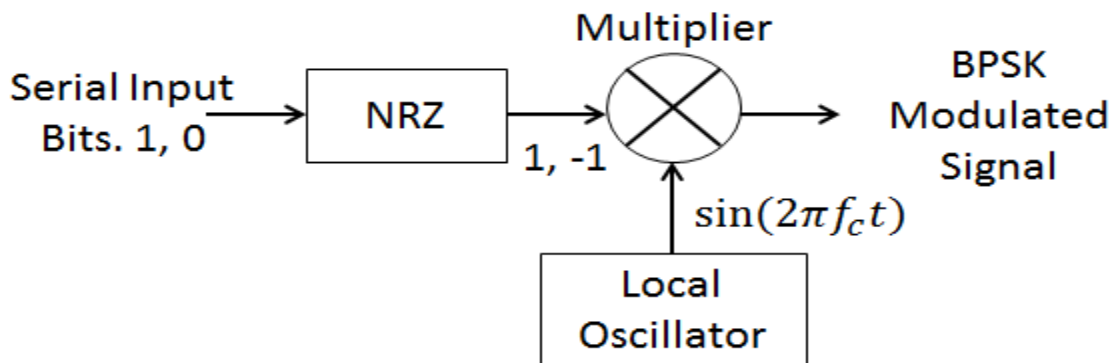 Multiplier
Serial Input
Bits. 1, 0
NRZ
1, -1
BPSK
Modulated
Signal
sin(2πf_c t)
Local
Oscillator